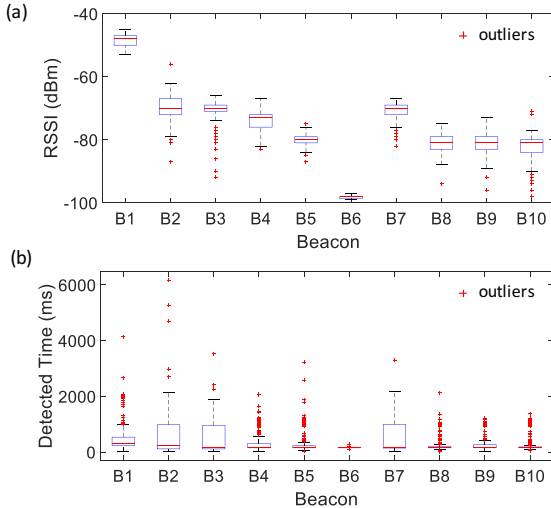 (a)
-40
-60
-80
-100
RSSI (dBm)
+ outliers
B1 B2 B3 B4 B5 B6 B7 B8 B9 B10
Beacon
(b)
6000
4000
2000
0
Detected Time (ms)
+ outliers
B1 B2 B3 B4 B5 B6 B7 B8 B9 B10
Beacon